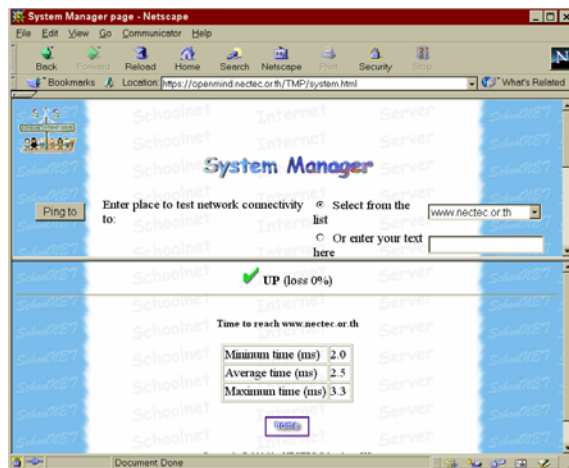 System Manager page - Netscape
File Edit View Go Communicator Help
Back Forward Reload Home Search Netscape Print Security Stop
Bookmarks Location: https://openmind.nectec.or.th/TMP/system.html What's Related
Schoolnet Internet Server
System Manager
Ping to
Enter place to test network connectivity to:
Select from the list
www.nectec.or.th
Or enter your text here
UP (loss 0%)
Time to reach www.nectec.or.th
Mininum time (ms) 2.0
Average time (ms) 2.5
Maximum time (ms) 3.3
home
Document Done